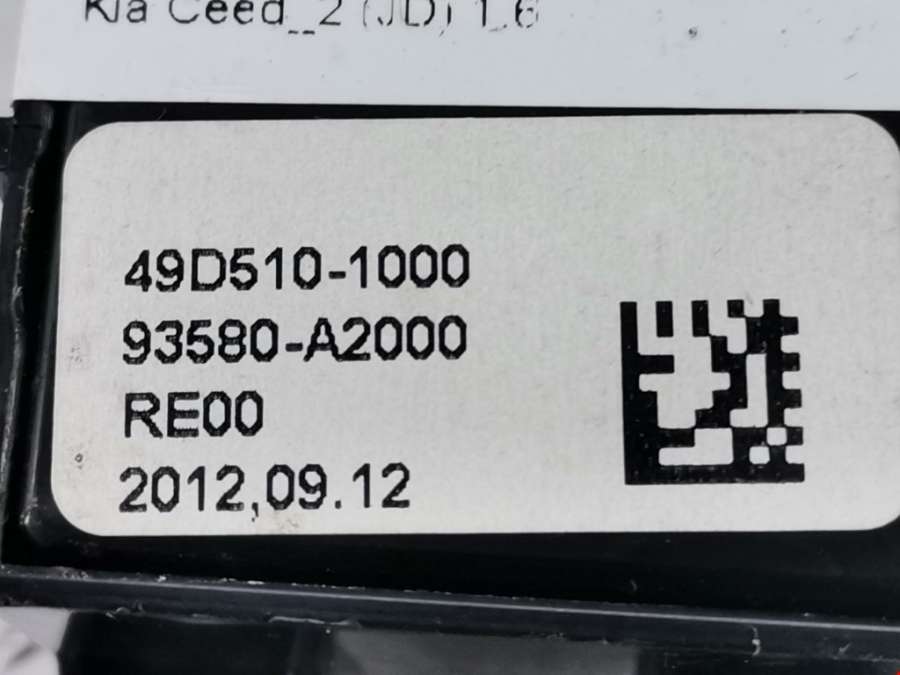 Kia Ceed_2 (JD) 1.6
49D510-1000
93580-A2000
RE00
2012,09.12